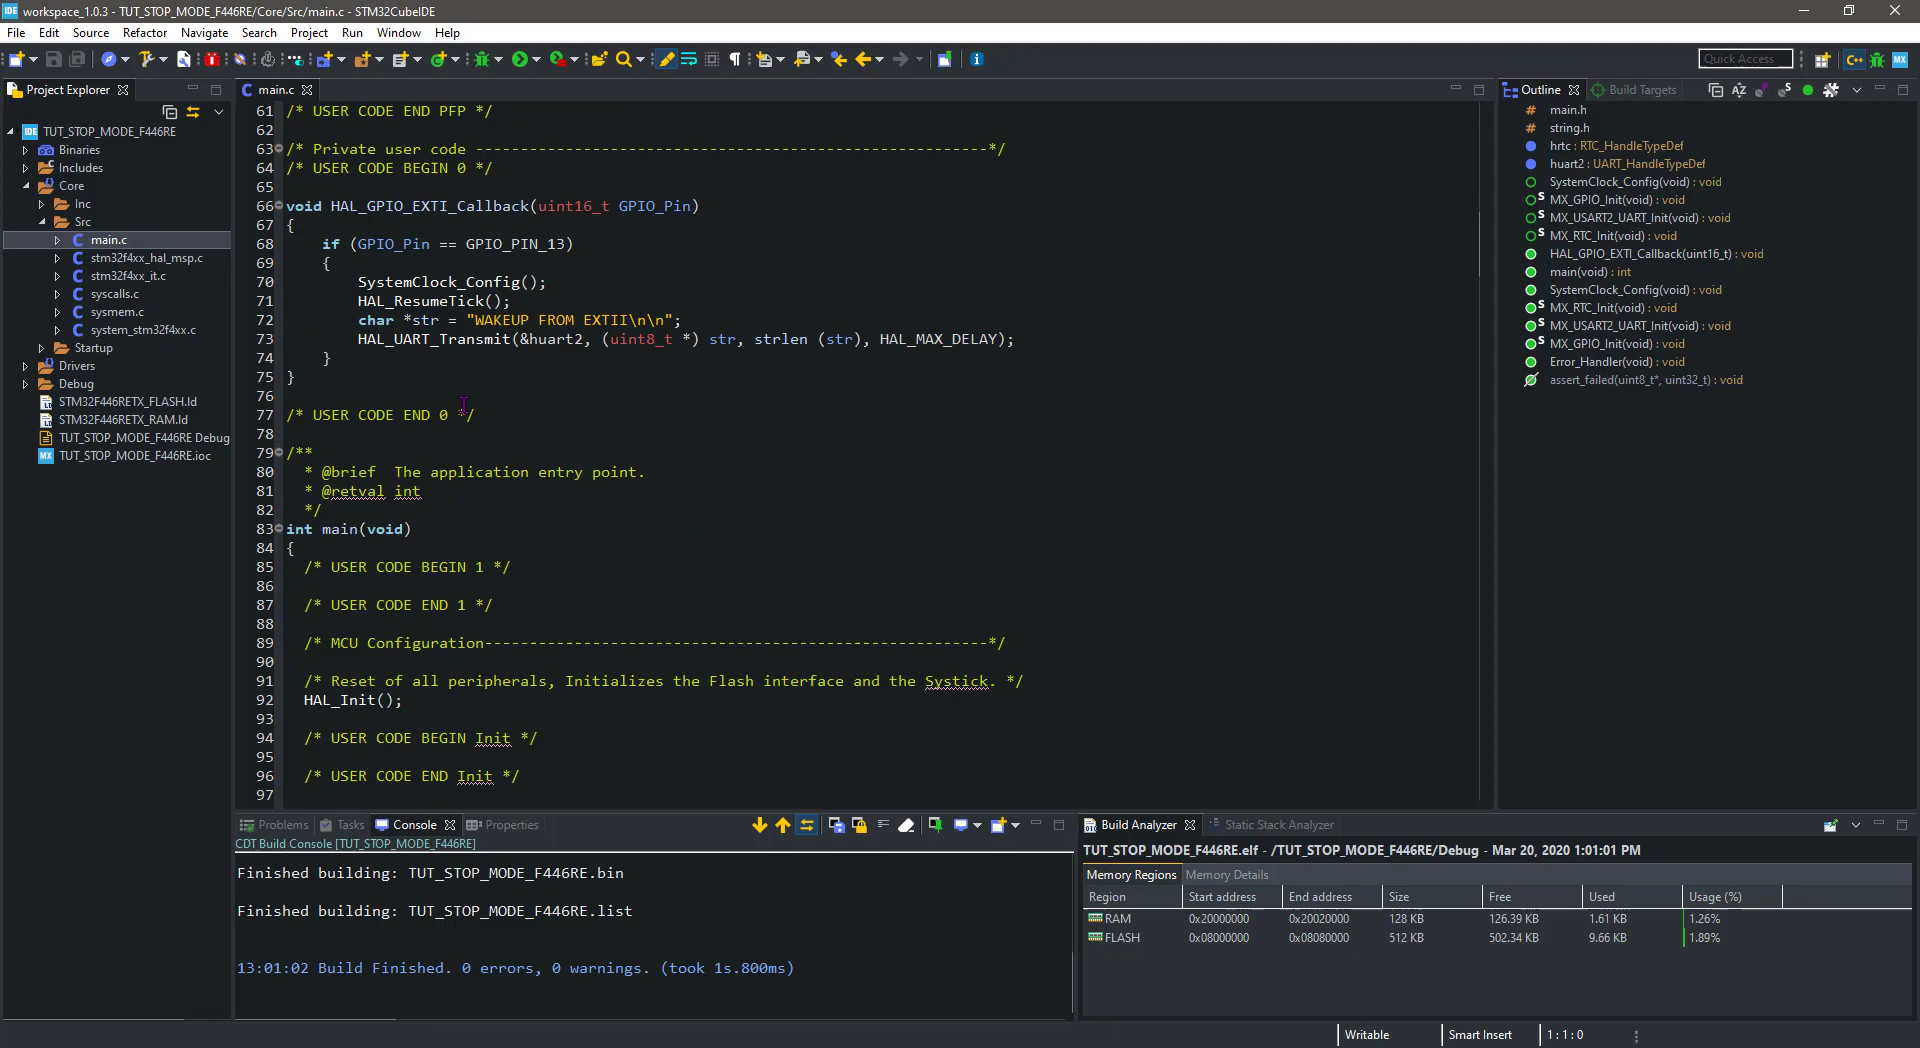 workspace_1.0.3 - TUT_STOP_MODE_F446RE/Core/Src/main.c - STM32CubeIDE
File Edit Source Refactor Navigate Search Project Run Window Help
Quick Access
Project Explorer
TUT_STOP_MODE_F446RE
Binaries
Includes
Core
Inc
Src
main.c
stm32f4xx_hal_msp.c
stm32f4xx_it.c
syscalls.c
sysmem.c
system_stm32f4xx.c
Startup
Drivers
Debug
STM32F446RETX_FLASH.ld
STM32F446RETX_RAM.ld
TUT_STOP_MODE_F446RE Debug
TUT_STOP_MODE_F446RE.ioc
main.c
61 /* USER CODE END PFP */
62
63 /* Private user code ---------------------------------------------------------*/
64 /* USER CODE BEGIN 0 */
65
66 void HAL_GPIO_EXTI_Callback(uint16_t GPIO_Pin)
67 {
68 if (GPIO_Pin == GPIO_PIN_13)
69 {
70 SystemClock_Config();
71 HAL_ResumeTick();
72 char *str = "WAKEUP FROM EXTII\n\n";
73 HAL_UART_Transmit(&huart2, (uint8_t *) str, strlen (str), HAL_MAX_DELAY);
74 }
75 }
76
77 /* USER CODE END 0 */
78
79 /**
80 * @brief  The application entry point.
81 * @retval int
82 */
83 int main(void)
84 {
85 /* USER CODE BEGIN 1 */
86
87 /* USER CODE END 1 */
88
89 /* MCU Configuration--------------------------------------------------------*/
90
91 /* Reset of all peripherals, Initializes the Flash interface and the Systick. */
92 HAL_Init();
93
94 /* USER CODE BEGIN Init */
95
96 /* USER CODE END Init */
97
Outline Build Targets
main.h
string.h
hrtc : RTC_HandleTypeDef
huart2 : UART_HandleTypeDef
SystemClock_Config(void) : void
MX_GPIO_Init(void) : void
MX_USART2_UART_Init(void) : void
MX_RTC_Init(void) : void
HAL_GPIO_EXTI_Callback(uint16_t) : void
main(void) : int
SystemClock_Config(void) : void
MX_RTC_Init(void) : void
MX_USART2_UART_Init(void) : void
MX_GPIO_Init(void) : void
Error_Handler(void) : void
assert_failed(uint8_t*, uint32_t) : void
Problems Tasks Console Properties
CDT Build Console [TUT_STOP_MODE_F446RE]
Finished building: TUT_STOP_MODE_F446RE.bin
Finished building: TUT_STOP_MODE_F446RE.list
13:01:02 Build Finished. 0 errors, 0 warnings. (took 1s.800ms)
Build Analyzer Static Stack Analyzer
TUT_STOP_MODE_F446RE.elf - /TUT_STOP_MODE_F446RE/Debug - Mar 20, 2020 1:01:01 PM
Memory Regions Memory Details
Region Start address End address Size Free Used Usage (%)
RAM 0x20000000 0x20020000 128 KB 126.39 KB 1.61 KB 1.26%
FLASH 0x08000000 0x08080000 512 KB 502.34 KB 9.66 KB 1.89%
Writable Smart Insert 1 : 1 : 0